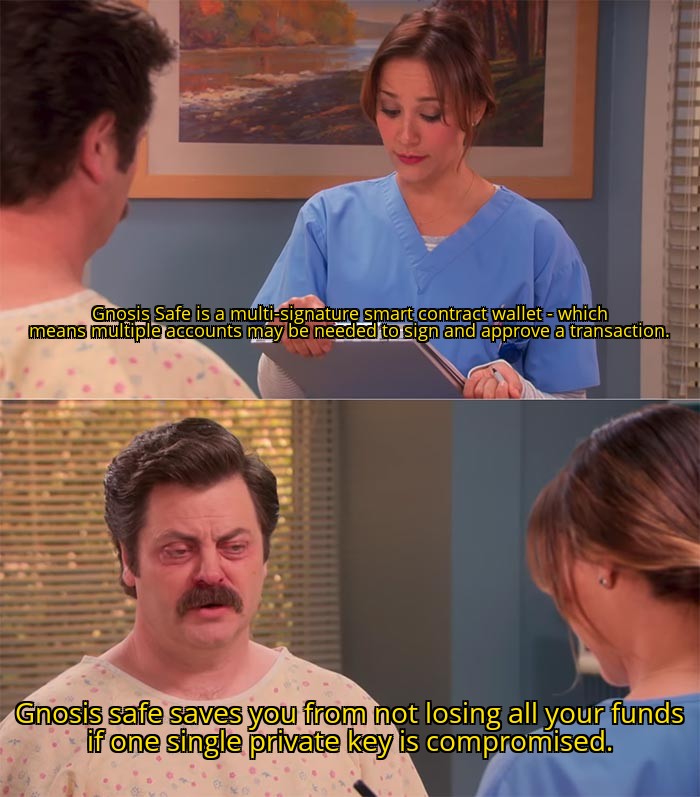 Gnosis Safe is a multi-signature smart contract wallet - which
means multiple accounts may be needed to sign and approve a transaction.
Gnosis safe saves you from not losing all your funds
if one single private key is compromised.